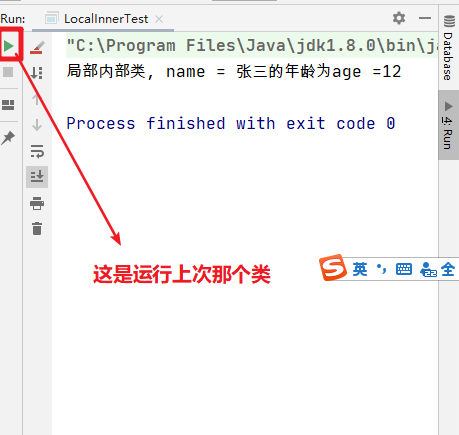 Run:
LocalInnerTest
"C:\Program Files\Java\jdk1.8.0\bin\ja
局部内部类, name = 张三的年龄为age =12
Process finished with exit code 0
这是运行上次那个类
Database
4: Run
S 英 全